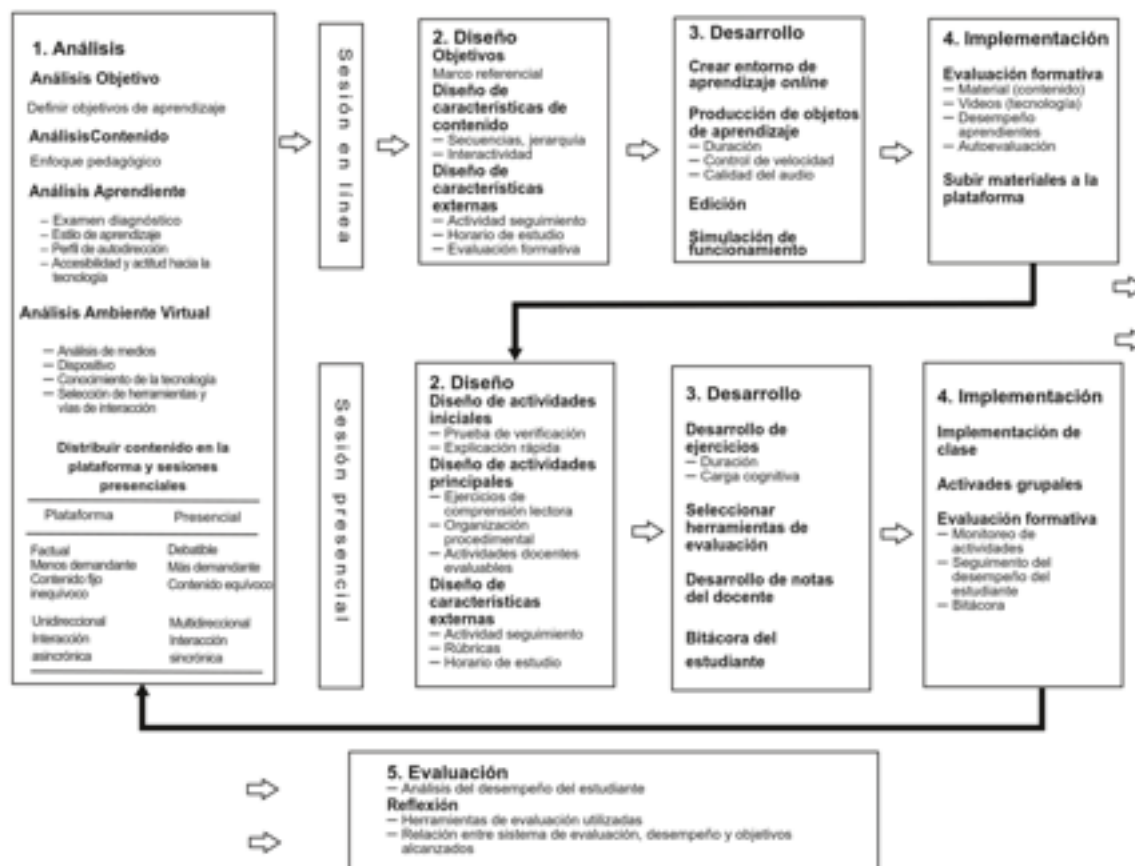 1. Análisis
Análisis Objetivo
Definir objetivos de aprendizaje
AnálisisContenido
Enfoque pedagógico
Análisis Aprendiente
– Examen diagnóstico
– Estilo de aprendizaje
– Perfil de autodirección
– Accesibilidad y actitud hacia la
tecnología
Análisis Ambiente Virtual
– Análisis de medios
– Dispositivo
– Conocimiento de la tecnología
– Selección de herramientas y
vías de interacción
Distribuir contenido en la
plataforma y sesiones
presenciales
Plataforma Presencial
Factual Debatible
Menos demandante Más demandante
Contenido fijo Contenido equívoco
inequívoco
Unidireccional Multidireccional
Interacción Interacción
asincrónica sincrónica
Sesión en línea
2. Diseño
Objetivos
Marco referencial
Diseño de
características de
contenido
– Secuencias, jerarquía
– Interactividad
Diseño de
características
externas
– Actividad seguimiento
– Horario de estudio
– Evaluación formativa
3. Desarrollo
Crear entorno de
aprendizaje online
Producción de objetos
de aprendizaje
– Duración
– Control de velocidad
– Calidad del audio
Edición
Simulación de
funcionamiento
4. Implementación
Evaluación formativa
– Material (contenido)
– Videos (tecnología)
– Desempeño
aprendientes
– Autoevaluación
Subir materiales a la
plataforma
Sesión presencial
2. Diseño
Diseño de actividades
iniciales
– Prueba de verificación
– Explicación rápida
Diseño de actividades
principales
– Ejercicios de
comprensión lectora
– Organización
procedimental
– Actividades docentes
evaluables
Diseño de
características
externas
– Actividad seguimiento
– Rúbricas
– Horario de estudio
3. Desarrollo
Desarrollo de
ejercicios
– Duración
– Carga cognitiva
Seleccionar
herramientas de
evaluación
Desarrollo de notas
del docente
Bitácora del
estudiante
4. Implementación
Implementación de
clase
Activades grupales
Evaluación formativa
– Monitoreo de
actividades
– Seguimento del
desempeño del
estudiante
– Bitácora
5. Evaluación
– Análisis del desempeño del estudiante
Reflexión
– Herramientas de evaluación utilizadas
– Relación entre sistema de evaluación, desempeño y objetivos
alcanzados